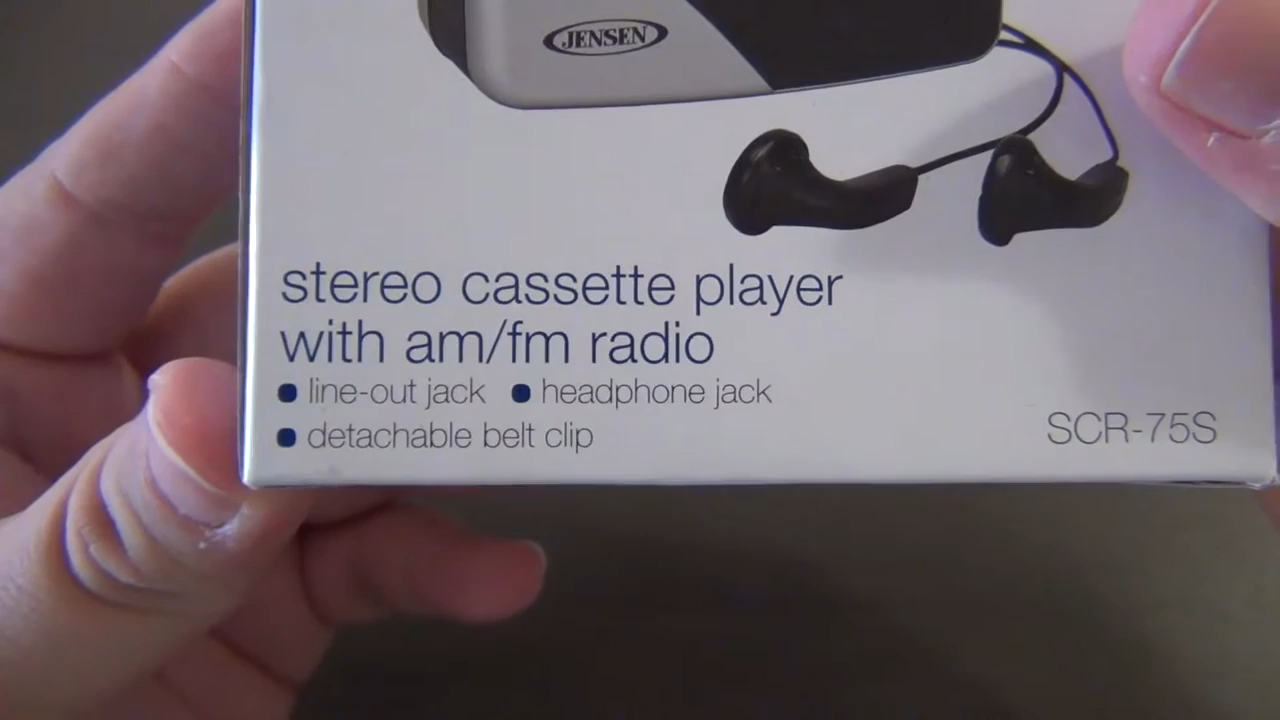 JENSEN
stereo cassette player
with am/fm radio
line-out jack headphone jack
detachable belt clip
SCR-75S